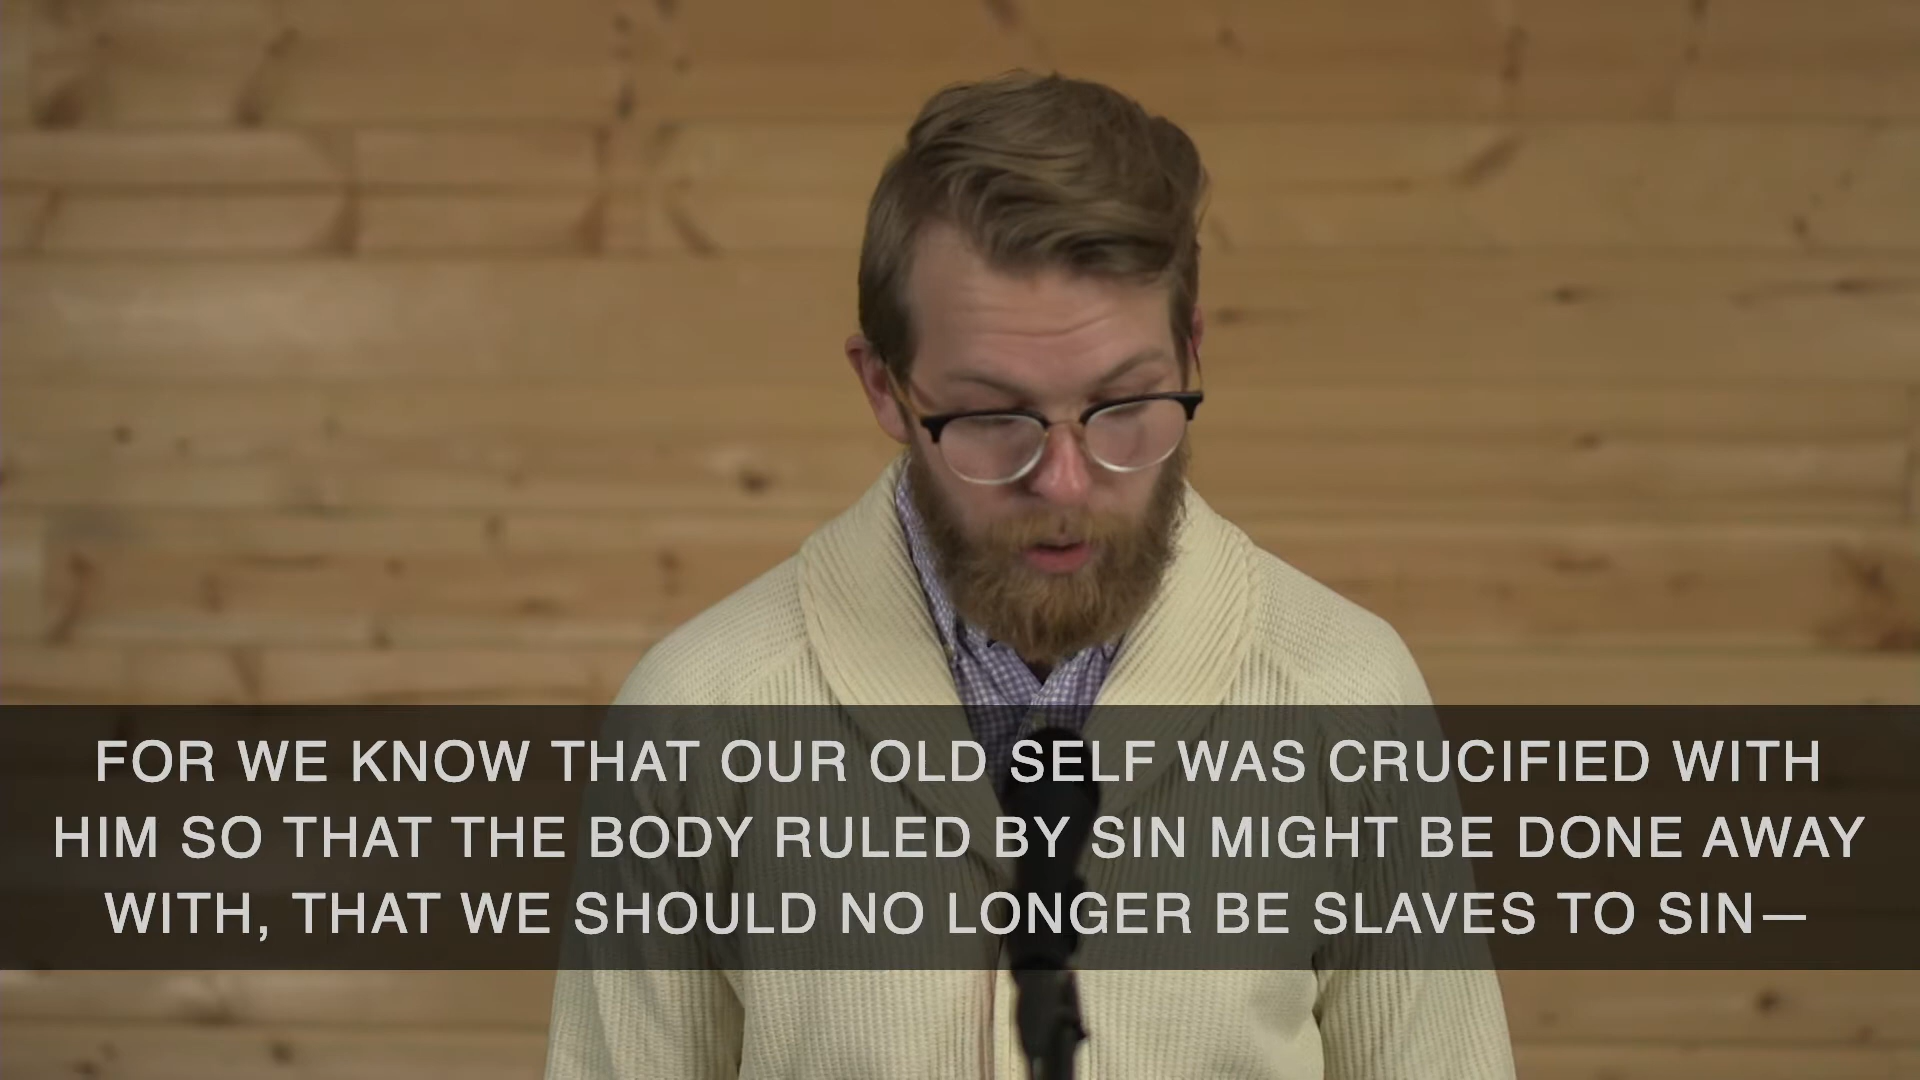 FOR WE KNOW THAT OUR OLD SELF WAS CRUCIFIED WITH
HIM SO THAT THE BODY RULED BY SIN MIGHT BE DONE AWAY
WITH, THAT WE SHOULD NO LONGER BE SLAVES TO SIN—